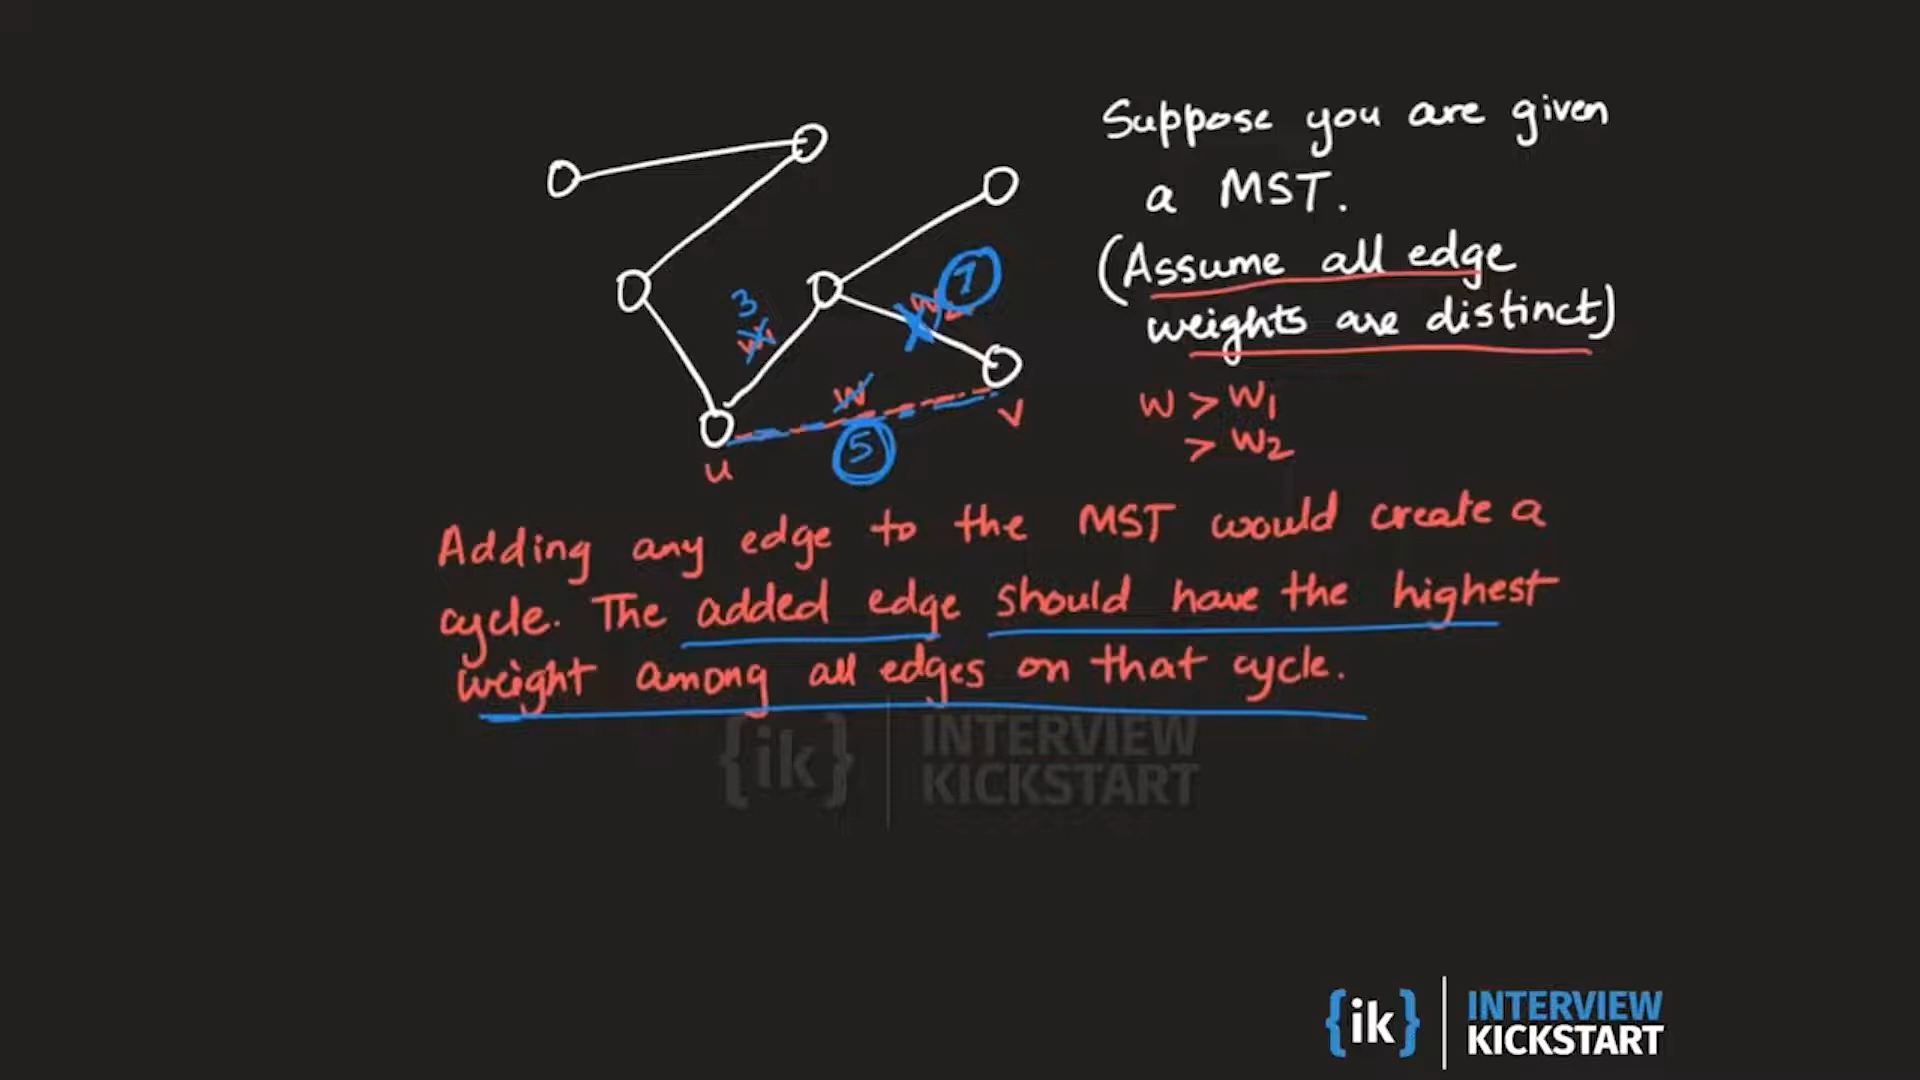 Suppose you are given
a MST.
(Assume all edge
weights are distinct)
3
7
w
5
u
v
w > w1
> w2
Adding any edge to the MST would create a
cycle. The added edge should have the highest
weight among all edges on that cycle.
{ik} INTERVIEW
KICKSTART
{ik} INTERVIEW
KICKSTART